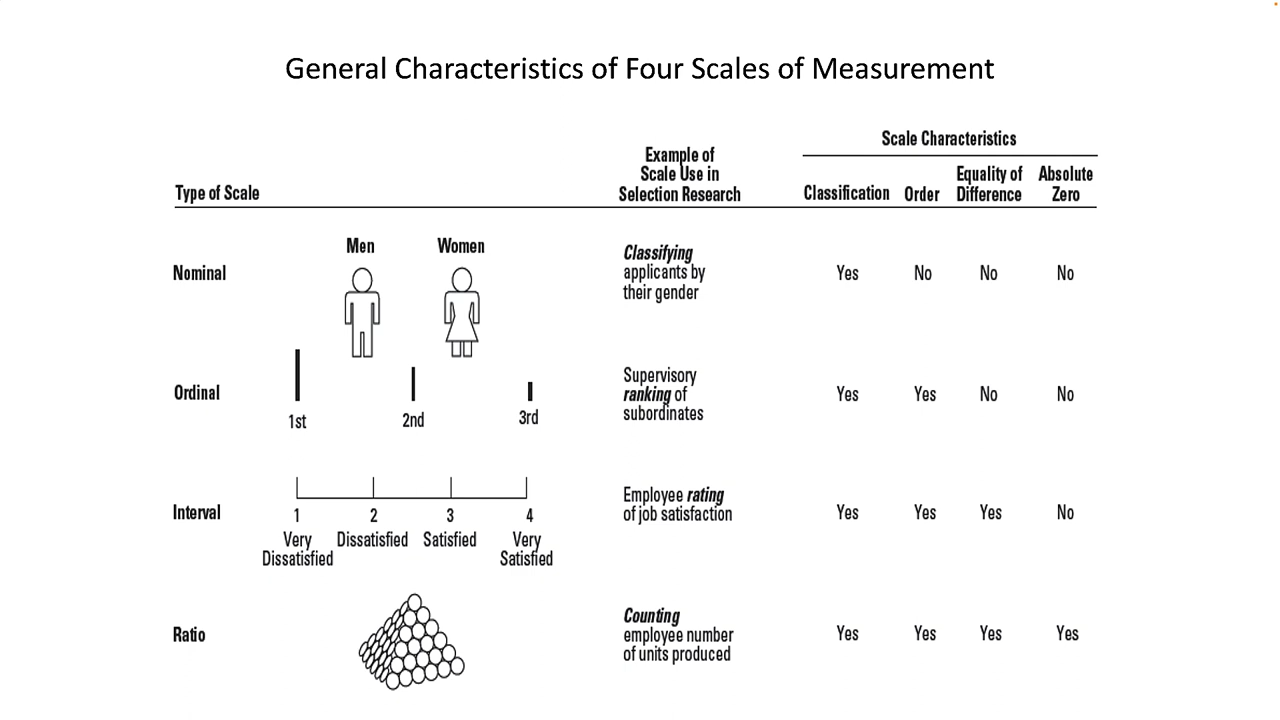 General Characteristics of Four Scales of Measurement
Scale Characteristics
Example of
Scale Use in
Selection Research
Type of Scale
Classification
Order
Equality of
Difference
Absolute
Zero
Nominal
Men
Women
Classifying
applicants by
their gender
Yes
No
No
No
Ordinal
1st
2nd
3rd
Supervisory
ranking of
subordinates
Yes
Yes
No
No
Interval
1
2
3
4
Very
Dissatisfied
Dissatisfied
Satisfied
Very
Satisfied
Employee rating
of job satisfaction
Yes
Yes
Yes
No
Ratio
Counting
employee number
of units produced
Yes
Yes
Yes
Yes